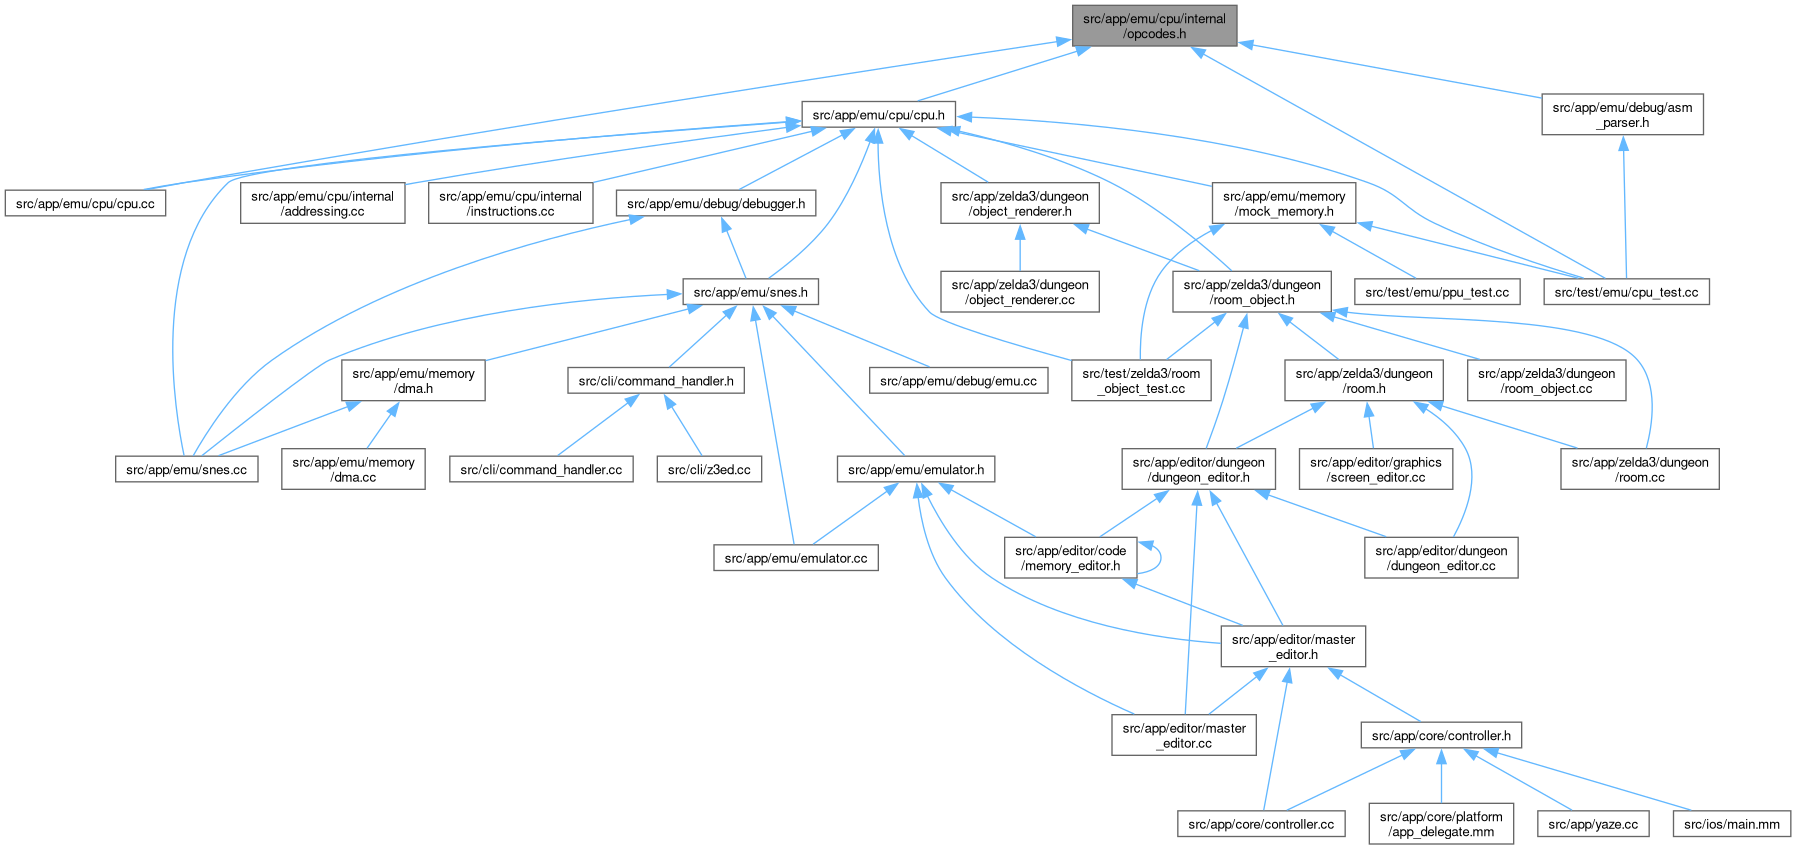 src/app/emu/cpu/internal
/opcodes.h
src/app/emu/cpu/cpu.h
src/app/emu/debug/asm
_parser.h
src/app/emu/cpu/cpu.cc
src/app/emu/cpu/internal
/addressing.cc
src/app/emu/cpu/internal
/instructions.cc
src/app/emu/debug/debugger.h
src/app/zelda3/dungeon
/object_renderer.h
src/app/emu/memory
/mock_memory.h
src/app/emu/snes.h
src/app/zelda3/dungeon
/object_renderer.cc
src/app/zelda3/dungeon
/room_object.h
src/test/emu/ppu_test.cc
src/test/emu/cpu_test.cc
src/app/emu/memory
/dma.h
src/cli/command_handler.h
src/app/emu/debug/emu.cc
src/test/zelda3/room
_object_test.cc
src/app/zelda3/dungeon
/room.h
src/app/zelda3/dungeon
/room_object.cc
src/app/emu/snes.cc
src/app/emu/memory
/dma.cc
src/cli/command_handler.cc
src/cli/z3ed.cc
src/app/emu/emulator.h
src/app/editor/dungeon
/dungeon_editor.h
src/app/editor/graphics
/screen_editor.cc
src/app/zelda3/dungeon
/room.cc
src/app/emu/emulator.cc
src/app/editor/code
/memory_editor.h
src/app/editor/dungeon
/dungeon_editor.cc
src/app/editor/master
_editor.h
src/app/editor/master
_editor.cc
src/app/core/controller.h
src/app/core/controller.cc
src/app/core/platform
/app_delegate.mm
src/app/yaze.cc
src/ios/main.mm